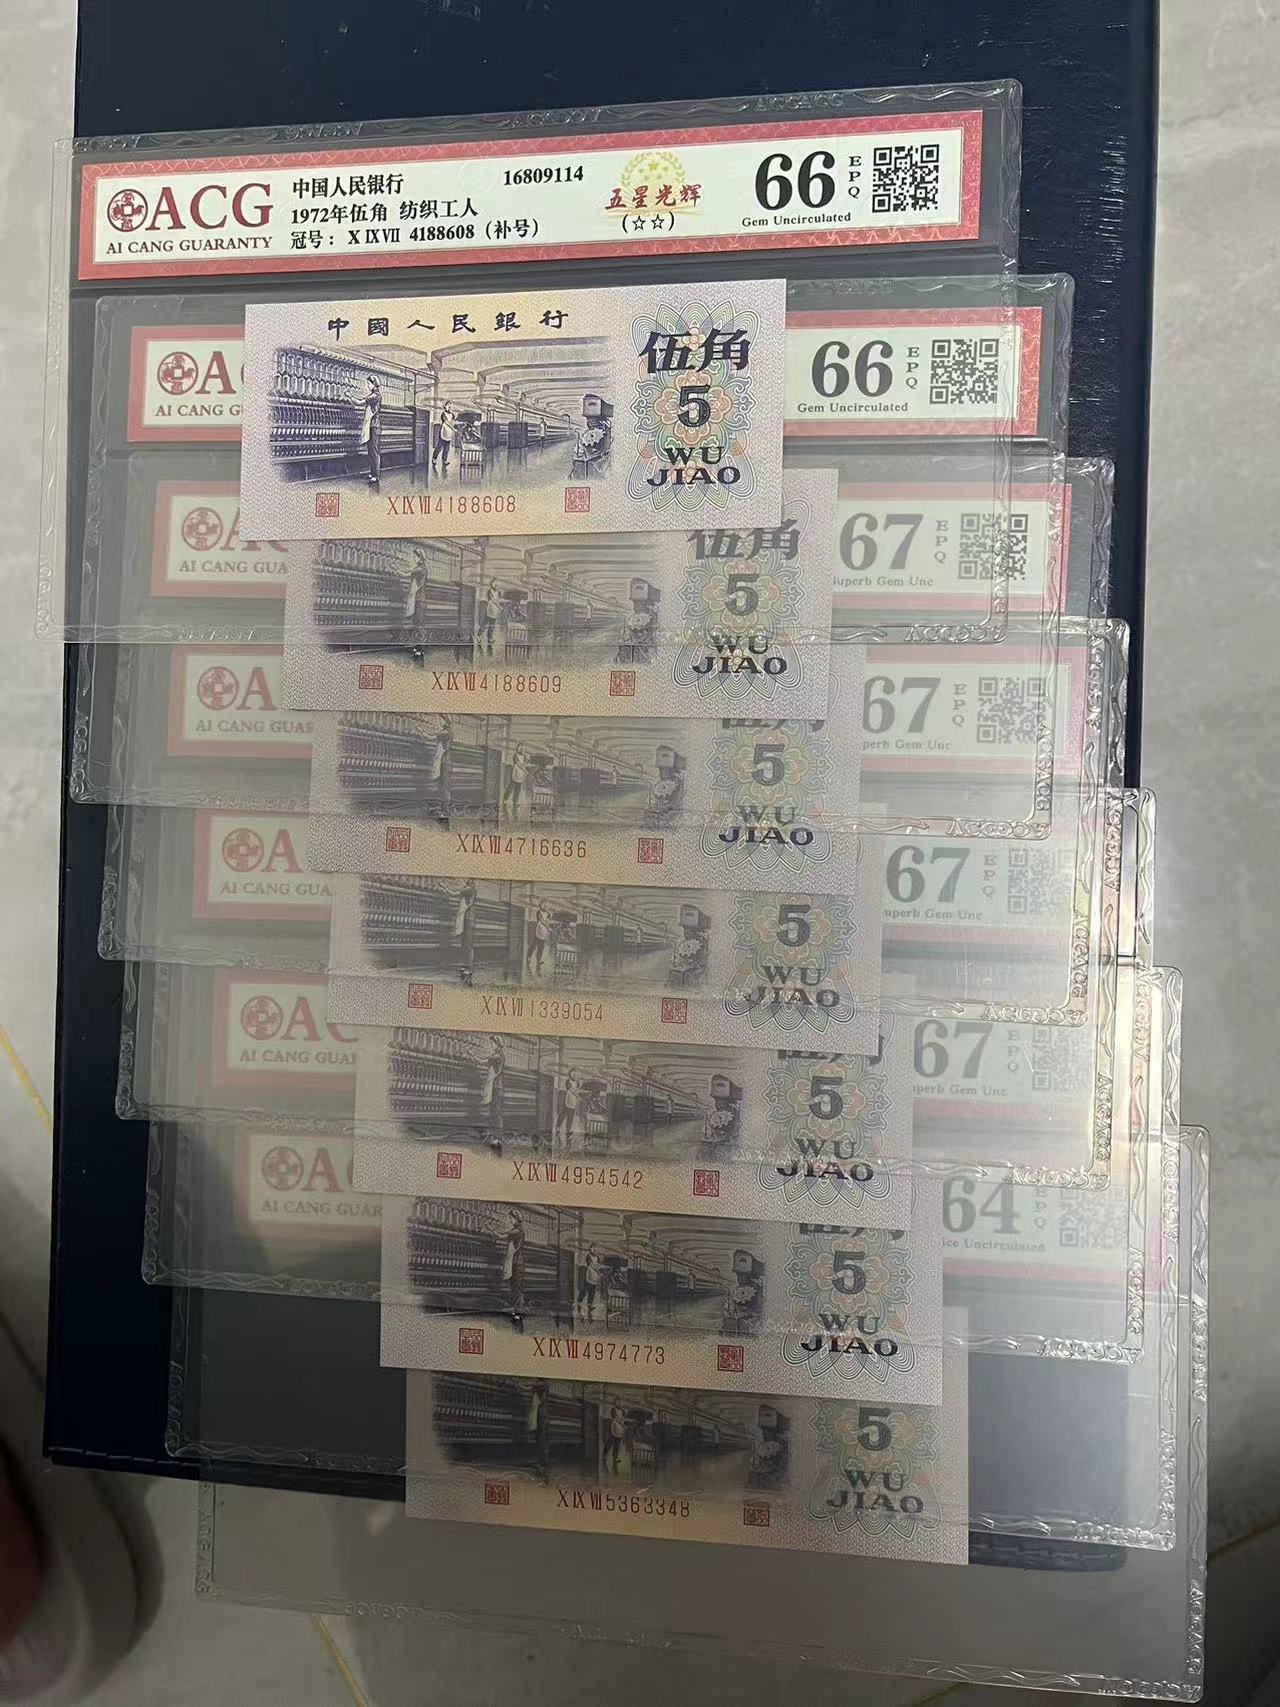 ACG
AI CANG GUARANTY
中国人民银行
1972年伍角 纺织工人
冠号： X IX VII 4188608（补号）
16809114
五星光辉
(☆☆)
66
EPQ
Gem Uncirculated
中國人民銀行
伍角
5
WU
JIAO
X IX VII 4188608
66
EPQ
Gem Uncirculated
伍角
5
WU
JIAO
X IX VII 4188609
67
EPQ
Superb Gem Unc
5
WU
JIAO
X IX VII 4716636
67
EPQ
5
WU
JIAO
X IX VII 1339054
67
EPQ
5
WU
JIAO
X IX VII 4954542
67
EPQ
5
WU
JIAO
X IX VII 4974773
64
EPQ
Uncirculated
5
WU
JIAO
X IX VII 5363348